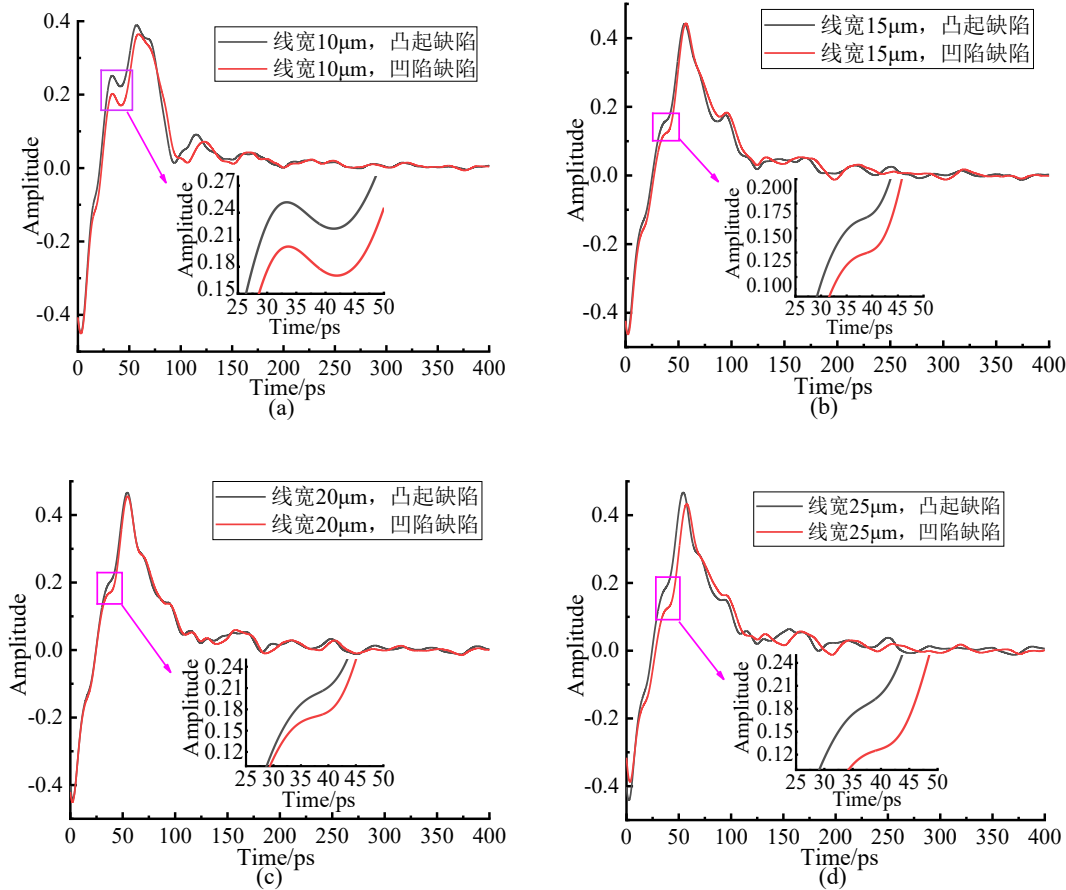 线宽10μm，凸起缺陷
线宽10μm，凹陷缺陷
Amplitude
0.4
0.2
0.0
-0.2
-0.4
0 50 100 150 200 250 300 350 400
Time/ps
Amplitude
0.27
0.24
0.21
0.18
0.15
25 30 35 40 45 50
Time/ps
(a)
线宽15μm，凸起缺陷
线宽15μm，凹陷缺陷
Amplitude
0.4
0.2
0.0
-0.2
-0.4
0 50 100 150 200 250 300 350 400
Time/ps
Amplitude
0.200
0.175
0.150
0.125
0.100
25 30 35 40 45 50
Time/ps
(b)
线宽20μm，凸起缺陷
线宽20μm，凹陷缺陷
Amplitude
0.4
0.2
0.0
-0.2
-0.4
0 50 100 150 200 250 300 350 400
Time/ps
Amplitude
0.24
0.21
0.18
0.15
0.12
25 30 35 40 45 50
Time/ps
(c)
线宽25μm，凸起缺陷
线宽25μm，凹陷缺陷
Amplitude
0.4
0.2
0.0
-0.2
-0.4
0 50 100 150 200 250 300 350 400
Time/ps
Amplitude
0.24
0.21
0.18
0.15
0.12
25 30 35 40 45 50
Time/ps
(d)